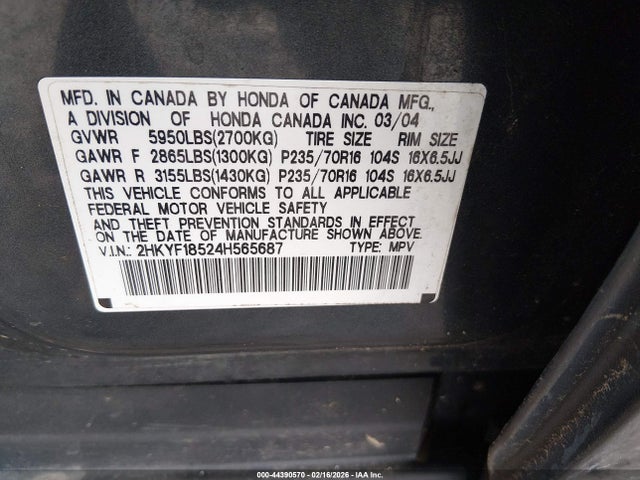 MFD. IN CANADA BY HONDA OF CANADA MFG.,
A DIVISION OF HONDA CANADA INC. 03/04
GVWR 5950LBS(2700KG) TIRE SIZE RIM SIZE
GAWR F 2865LBS(1300KG) P235/70R16 104S 16X6.5JJ
GAWR R 3155LBS(1430KG) P235/70R16 104S 16X6.5JJ
THIS VEHICLE CONFORMS TO ALL APPLICABLE
FEDERAL MOTOR VEHICLE SAFETY
AND THEFT PREVENTION STANDARDS IN EFFECT
ON THE DATE OF MANUFACTURE SHOWN ABOVE.
V.I.N.: 2HKYF18524H565687 TYPE: MPV
000-44390570 - 02/16/2026 - IAA Inc.